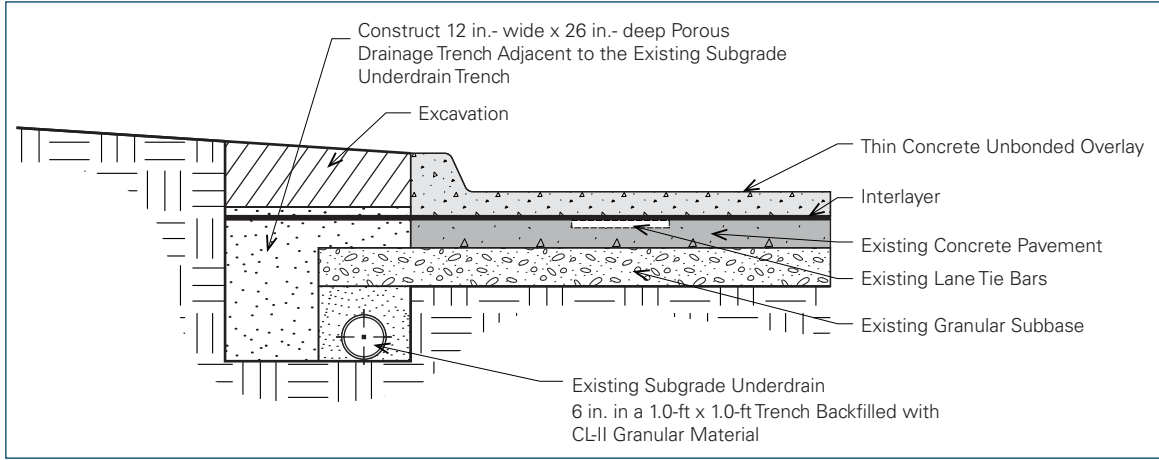 Construct 12 in.- wide x 26 in.- deep Porous
Drainage Trench Adjacent to the Existing Subgrade
Underdrain Trench
Excavation
Thin Concrete Unbonded Overlay
Interlayer
Existing Concrete Pavement
Existing Lane Tie Bars
Existing Granular Subbase
Existing Subgrade Underdrain
6 in. in a 1.0-ft x 1.0-ft Trench Backfilled with
CL-II Granular Material